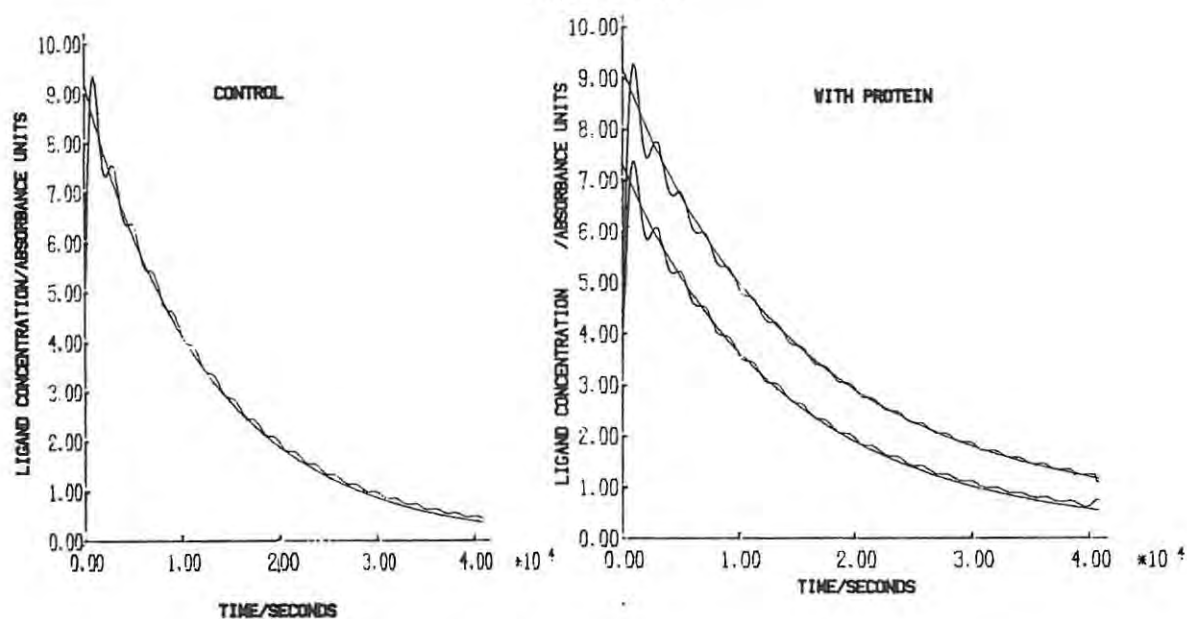 CONTROL
LIGAND CONCENTRATION/ABSORBANCE UNITS
10.00
9.00
8.00
7.00
6.00
5.00
4.00
3.00
2.00
1.00
0.00
0.00 1.00 2.00 3.00 4.00 *10 4
TIME/SECONDS
WITH PROTEIN
LIGAND CONCENTRATION /ABSORBANCE UNITS
10.00
9.00
8.00
7.00
6.00
5.00
4.00
3.00
2.00
1.00
0.00
0.00 1.00 2.00 3.00 4.00 *10 4
TIME/SECONDS